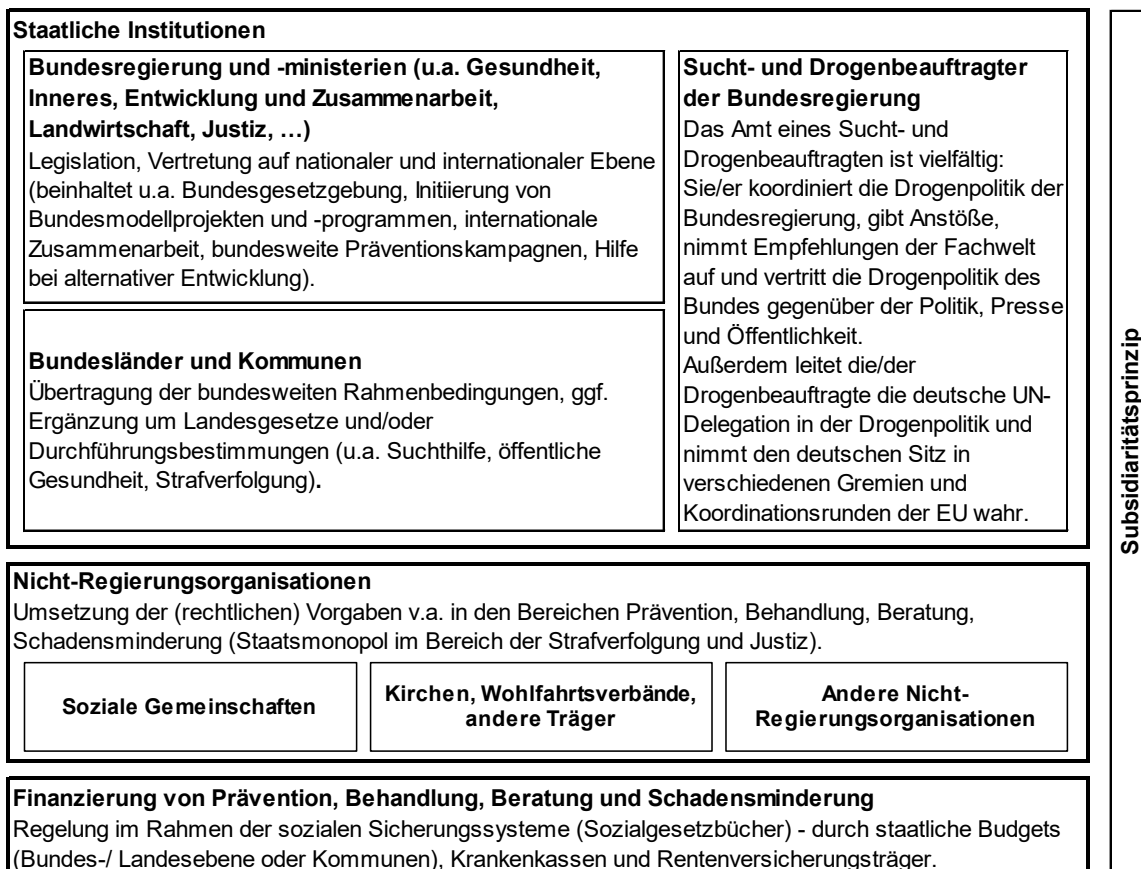 Staatliche Institutionen
Bundesregierung und -ministerien (u.a. Gesundheit,
Inneres, Entwicklung und Zusammenarbeit,
Landwirtschaft, Justiz, …)
Legislation, Vertretung auf nationaler und internationaler Ebene
(beinhaltet u.a. Bundesgesetzgebung, Initiierung von
Bundesmodellprojekten und -programmen, internationale
Zusammenarbeit, bundesweite Präventionskampagnen, Hilfe
bei alternativer Entwicklung).
Bundesländer und Kommunen
Übertragung der bundesweiten Rahmenbedingungen, ggf.
Ergänzung um Landesgesetze und/oder
Durchführungsbestimmungen (u.a. Suchthilfe, öffentliche
Gesundheit, Strafverfolgung).
Sucht- und Drogenbeauftragter
der Bundesregierung
Das Amt eines Sucht- und
Drogenbeauftragten ist vielfältig:
Sie/er koordiniert die Drogenpolitik der
Bundesregierung, gibt Anstöße,
nimmt Empfehlungen der Fachwelt
auf und vertritt die Drogenpolitik des
Bundes gegenüber der Politik, Presse
und Öffentlichkeit.
Außerdem leitet die/der
Drogenbeauftragte die deutsche UN-
Delegation in der Drogenpolitik und
nimmt den deutschen Sitz in
verschiedenen Gremien und
Koordinationsrunden der EU wahr.
Nicht-Regierungsorganisationen
Umsetzung der (rechtlichen) Vorgaben v.a. in den Bereichen Prävention, Behandlung, Beratung,
Schadensminderung (Staatsmonopol im Bereich der Strafverfolgung und Justiz).
Soziale Gemeinschaften
Kirchen, Wohlfahrtsverbände,
andere Träger
Andere Nicht-
Regierungsorganisationen
Finanzierung von Prävention, Behandlung, Beratung und Schadensminderung
Regelung im Rahmen der sozialen Sicherungssysteme (Sozialgesetzbücher) - durch staatliche Budgets
(Bundes-/ Landesebene oder Kommunen), Krankenkassen und Rentenversicherungsträger.
Subsidiaritätsprinzip